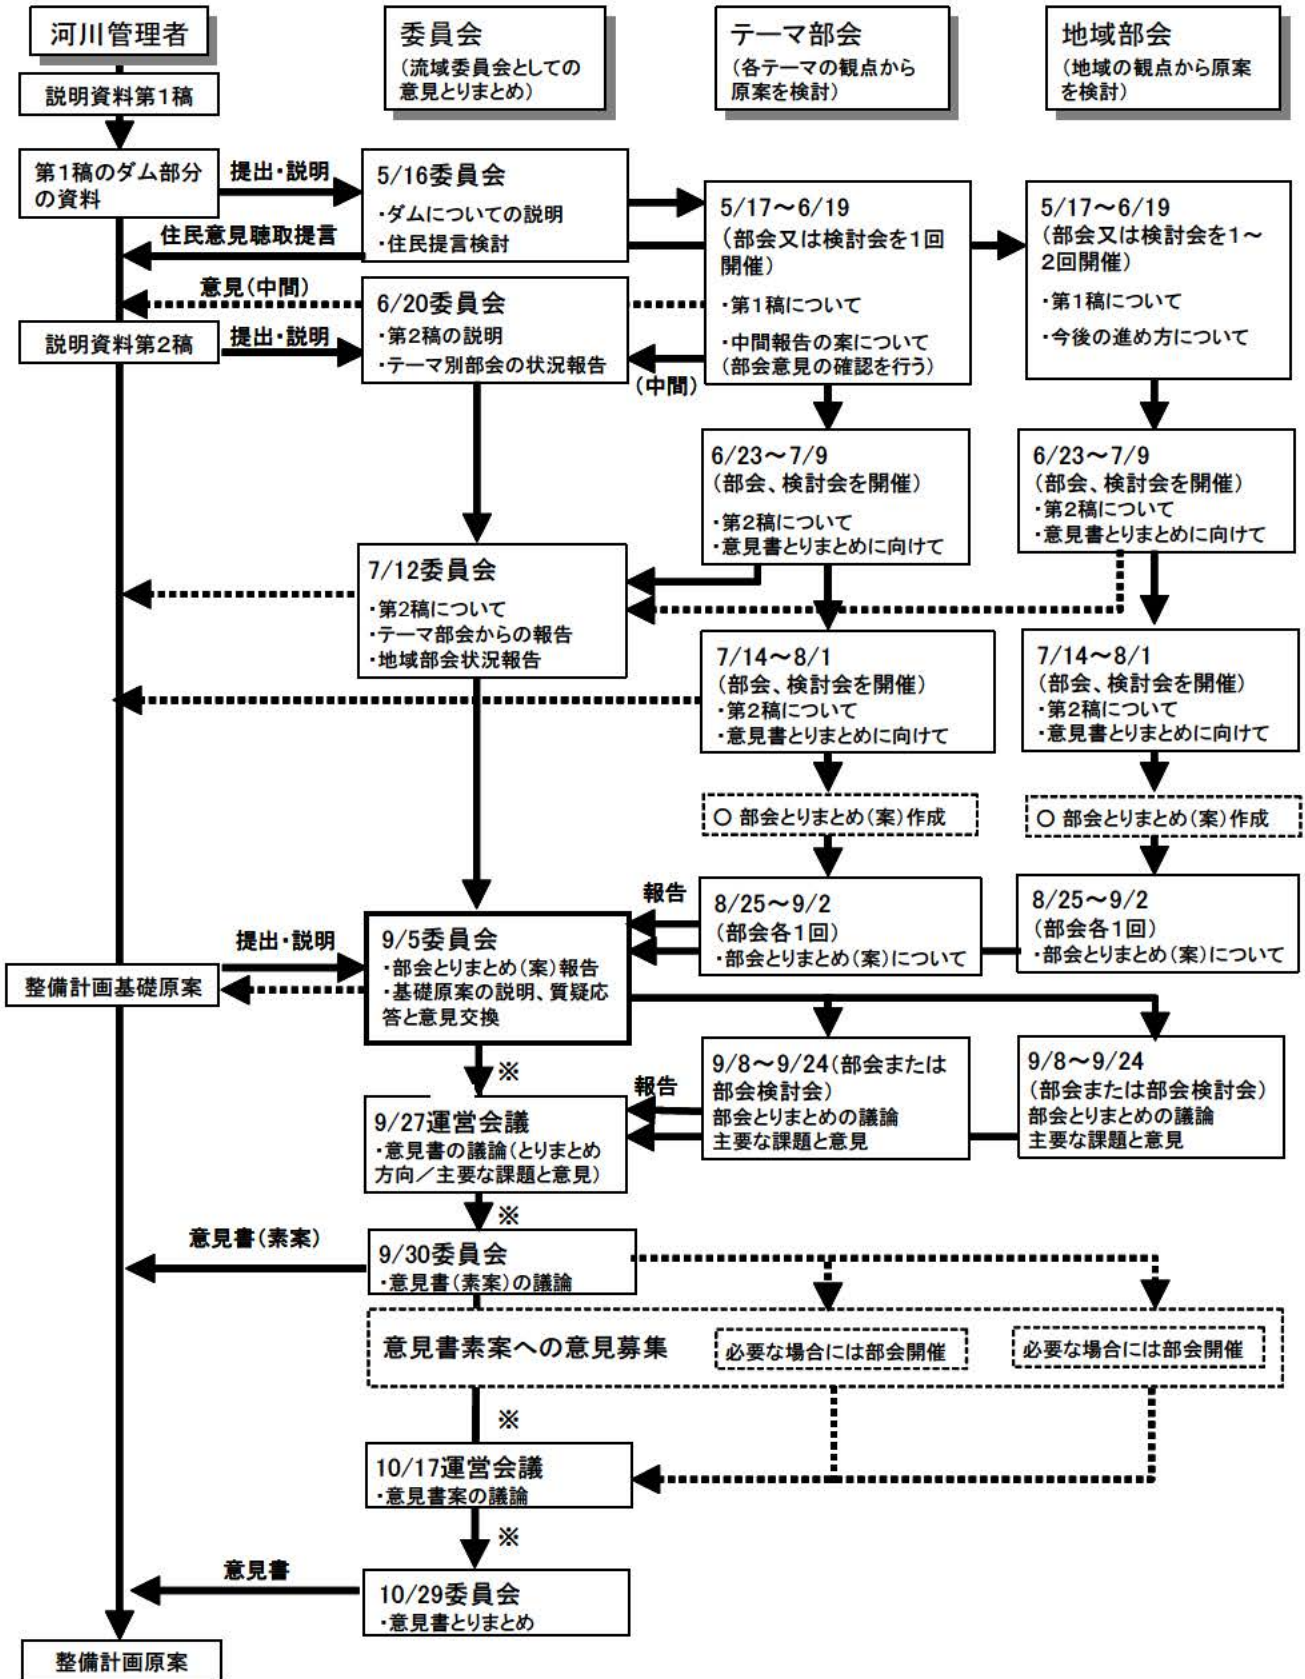 河川管理者
委員会
(流域委員会としての
意見とりまとめ)
テーマ部会
(各テーマの観点から
原案を検討)
地域部会
(地域の観点から原案
を検討)
説明資料第1稿
第1稿のダム部分
の資料
提出・説明
5/16委員会
・ダムについての説明
・住民提言検討
住民意見聴取提言
5/17～6/19
(部会又は検討会を1回
開催)
・第1稿について
・中間報告の案について
(部会意見の確認を行う)
5/17～6/19
(部会又は検討会を1～
2回開催)
・第1稿について
・今後の進め方について
意見(中間)
説明資料第2稿
提出・説明
6/20委員会
・第2稿の説明
・テーマ別部会の状況報告
(中間)
6/23～7/9
(部会、検討会を開催)
・第2稿について
・意見書とりまとめに向けて
6/23～7/9
(部会、検討会を開催)
・第2稿について
・意見書とりまとめに向けて
7/12委員会
・第2稿について
・テーマ部会からの報告
・地域部会状況報告
7/14～8/1
(部会、検討会を開催)
・第2稿について
・意見書とりまとめに向けて
7/14～8/1
(部会、検討会を開催)
・第2稿について
・意見書とりまとめに向けて
○ 部会とりまとめ(案)作成
○ 部会とりまとめ(案)作成
報告
8/25～9/2
(部会各1回)
・部会とりまとめ(案)について
8/25～9/2
(部会各1回)
・部会とりまとめ(案)について
提出・説明
整備計画基礎原案
9/5委員会
・部会とりまとめ(案)報告
・基礎原案の説明、質疑応
答と意見交換
※
報告
9/8～9/24(部会または
部会検討会)
部会とりまとめの議論
主要な課題と意見
9/8～9/24
(部会または部会検討会)
部会とりまとめの議論
主要な課題と意見
9/27運営会議
・意見書の議論(とりまとめ
方向／主要な課題と意見)
※
意見書(素案)
9/30委員会
・意見書(素案)の議論
意見書素案への意見募集
必要な場合には部会開催
必要な場合には部会開催
※
10/17運営会議
・意見書案の議論
※
意見書
10/29委員会
・意見書とりまとめ
整備計画原案